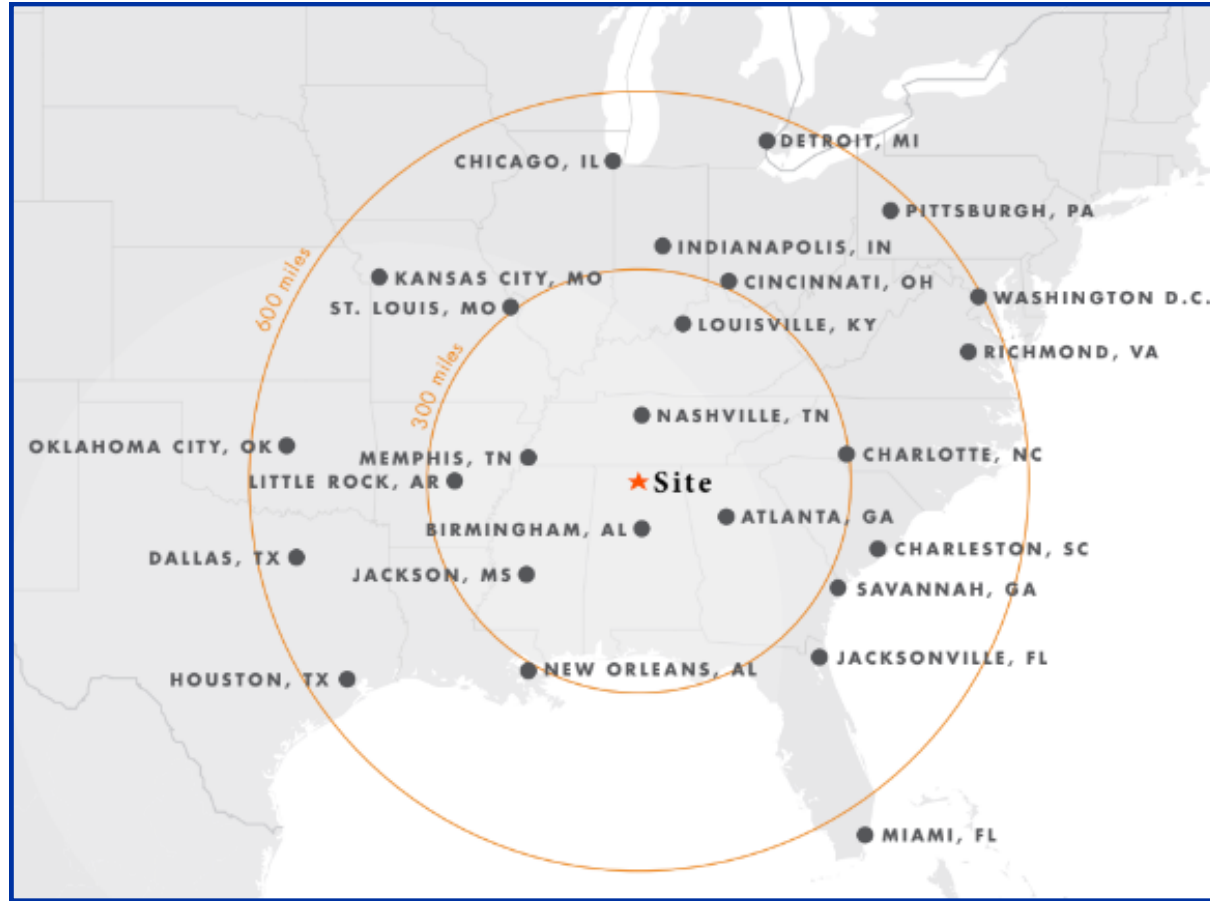 DETROIT, MI
CHICAGO, IL
PITTSBURGH, PA
INDIANAPOLIS, IN
600 miles
KANSAS CITY, MO
CINCINNATI, OH
WASHINGTON D.C.
ST. LOUIS, MO
LOUISVILLE, KY
RICHMOND, VA
300 miles
NASHVILLE, TN
OKLAHOMA CITY, OK
MEMPHIS, TN
CHARLOTTE, NC
LITTLE ROCK, AR
Site
ATLANTA, GA
BIRMINGHAM, AL
CHARLESTON, SC
DALLAS, TX
JACKSON, MS
SAVANNAH, GA
JACKSONVILLE, FL
NEW ORLEANS, AL
HOUSTON, TX
MIAMI, FL